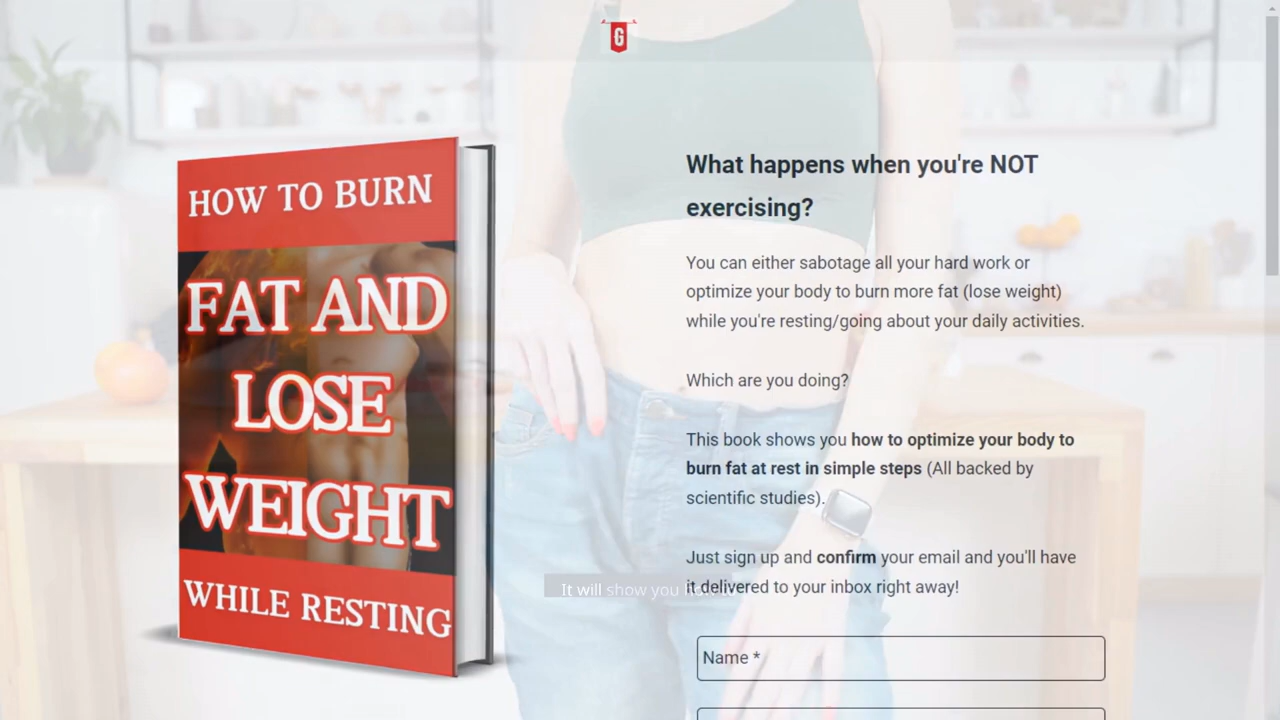 G
HOW TO BURN
FAT AND
LOSE
WEIGHT
WHILE RESTING
What happens when you're NOT
exercising?
You can either sabotage all your hard work or
optimize your body to burn more fat (lose weight)
while you're resting/going about your daily activities.
Which are you doing?
This book shows you how to optimize your body to
burn fat at rest in simple steps (All backed by
scientific studies).
Just sign up and confirm your email and you'll have
it delivered to your inbox right away!
It will show you
Name *